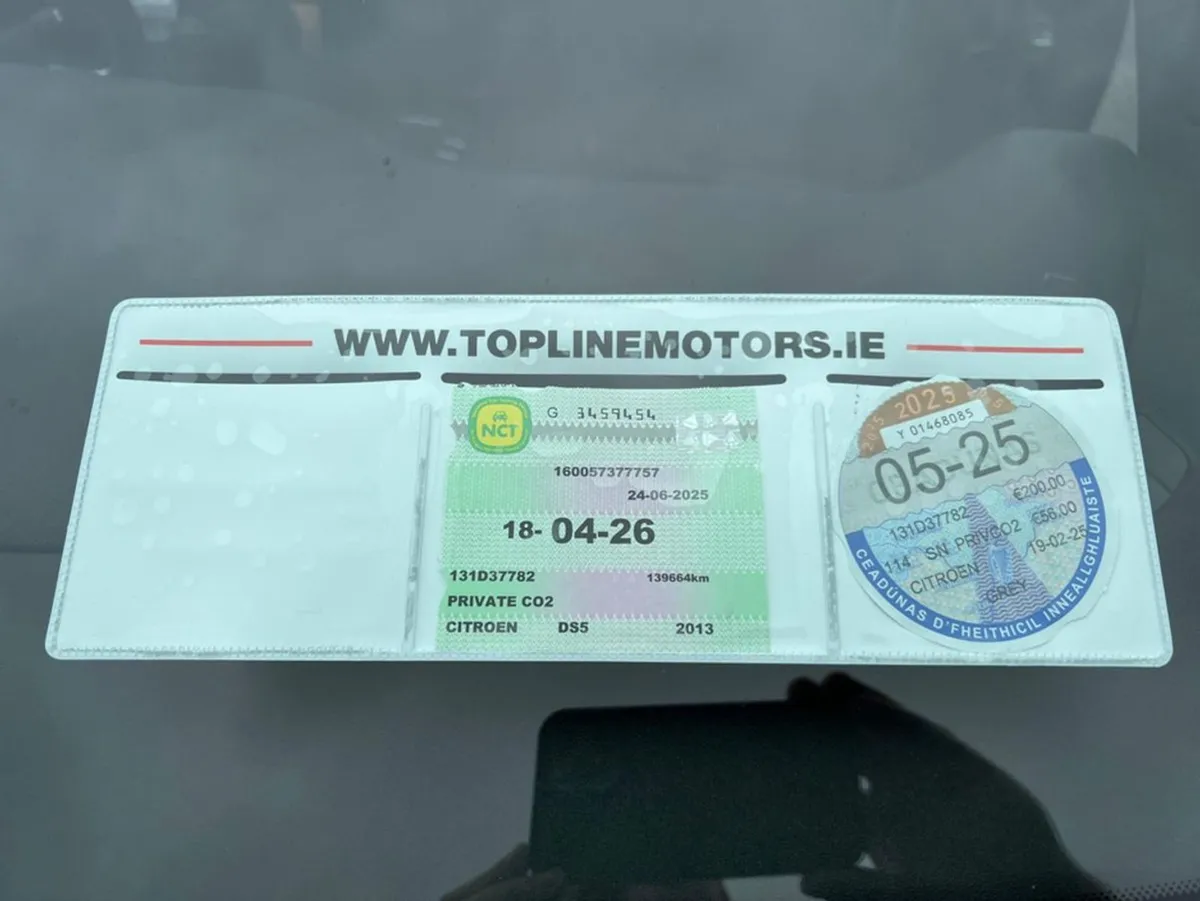 WWW.TOPLINEMOTORS.IE
NCT
G 3459454
160057377757
24-06-2025
18-04-26
131D37782 139664km
PRIVATE CO2
CITROEN DS5 2013
2025
Y 01468085
05-25
131D37782 €200.00
114 SN PRIVCO2 €56.00
CITROEN 19-02-25
GREY
CEADÚNAS D'FHEITHICIL INNEALLGHLUAISTE